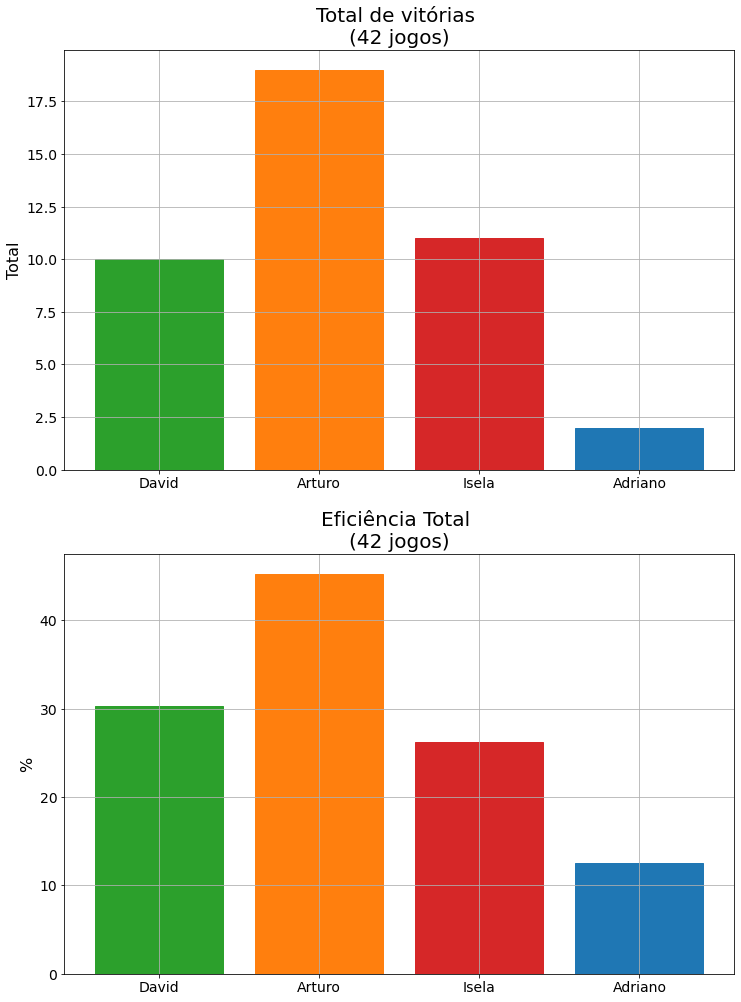 Total de vitórias
(42 jogos)
Total
17.5
15.0
12.5
10.0
7.5
5.0
2.5
0.0
David Arturo Isela Adriano
Eficiência Total
(42 jogos)
%
40
30
20
10
0
David Arturo Isela Adriano